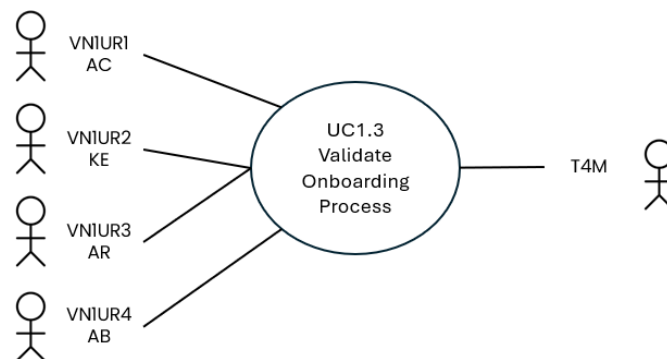 VN1UR1
AC
VN1UR2
KE
VN1UR3
AR
VN1UR4
AB
UC1.3
Validate
Onboarding
Process
T4M